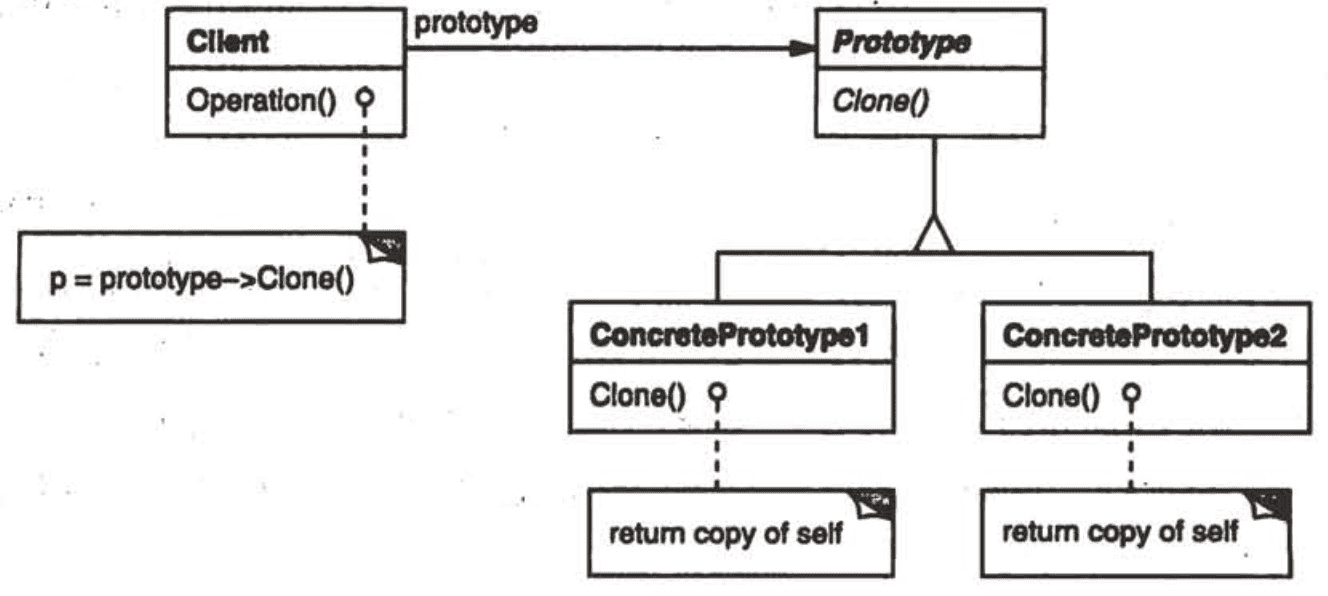 Client
prototype
Prototype
Operation()
Clone()
p = prototype->Clone()
ConcretePrototype1
ConcretePrototype2
Clone()
Clone()
return copy of self
return copy of self